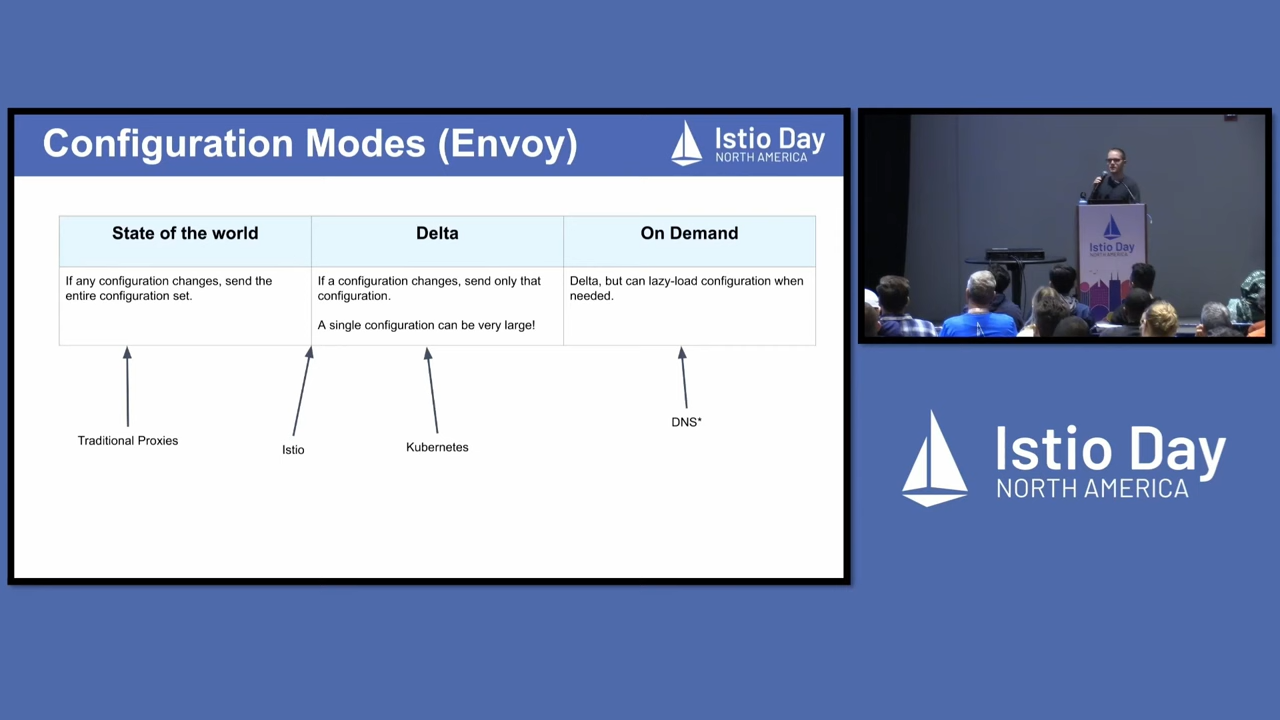 Configuration Modes (Envoy)
Istio Day
NORTH AMERICA
State of the world
Delta
On Demand
If any configuration changes, send the
entire configuration set.
If a configuration changes, send only that
configuration.
A single configuration can be very large!
Delta, but can lazy-load configuration when
needed.
Traditional Proxies
Istio
Kubernetes
DNS*
Istio Day
NORTH AMERICA
Istio Day
NORTH AMERICA